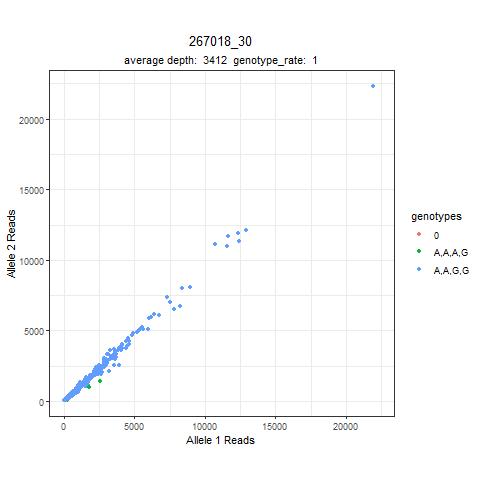 267018_30
average depth:  3412  genotype_rate:  1
Allele 2 Reads
20000
15000
10000
5000
0
0 5000 10000 15000 20000
Allele 1 Reads
genotypes
0
A,A,A,G
A,A,G,G